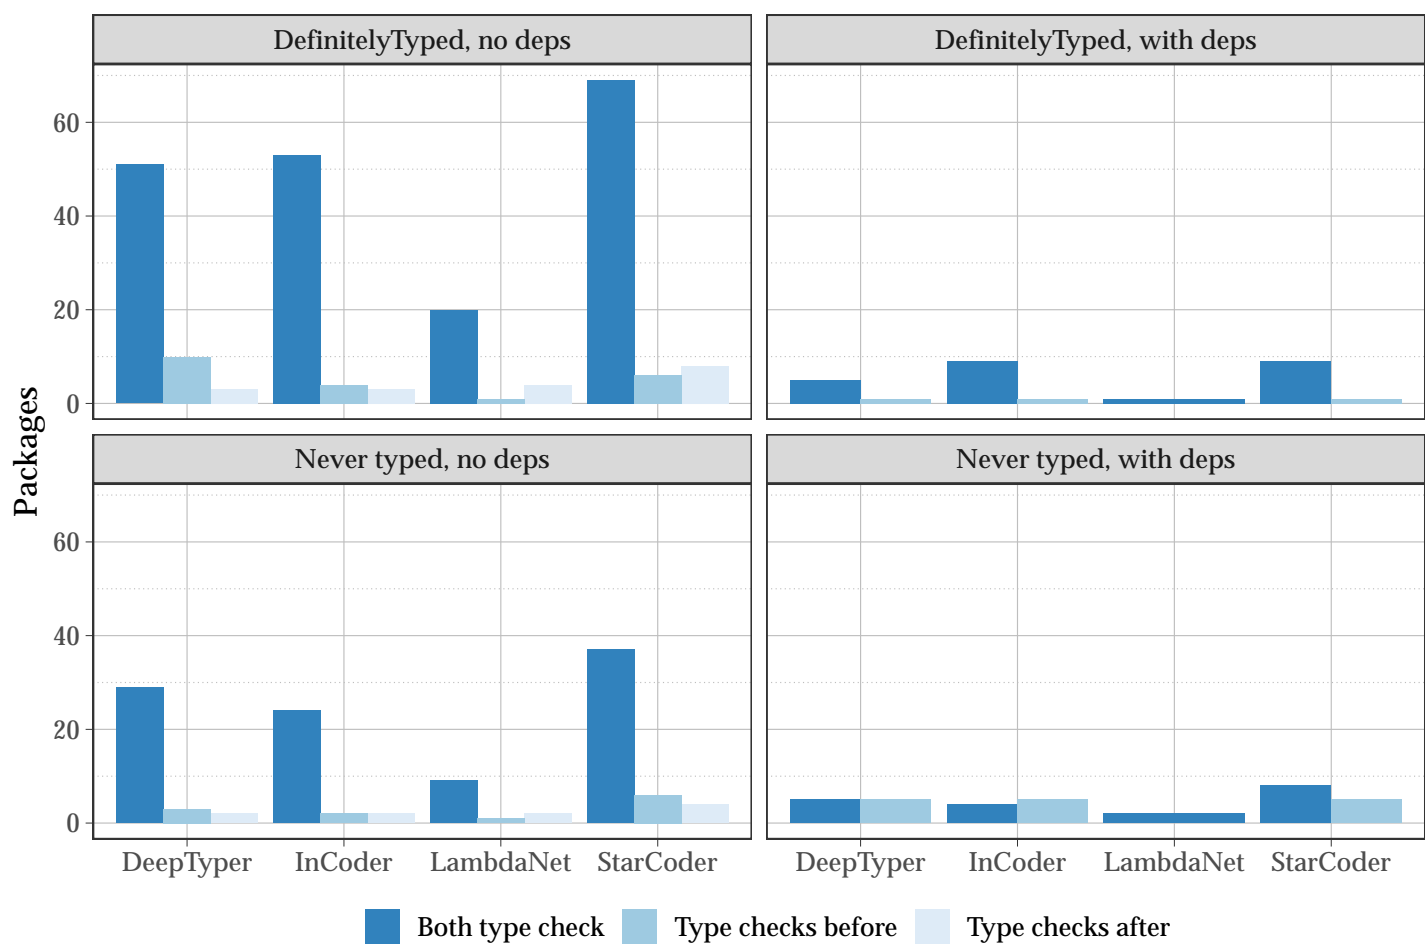 DefinitelyTyped, no deps
DefinitelyTyped, with deps
60
40
20
0
Never typed, no deps
Never typed, with deps
60
40
20
0
Packages
DeepTyper InCoder LambdaNet StarCoder
DeepTyper InCoder LambdaNet StarCoder
Both type check Type checks before Type checks after